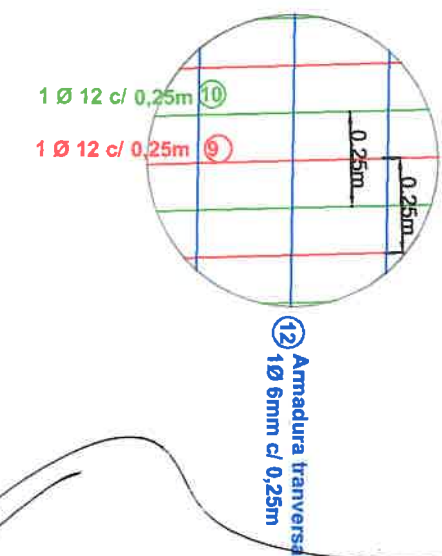 1 Ø 12 c/ 0,25m 10
1 Ø 12 c/ 0,25m 9
0.25m
0.25m
12 Armadura tranversa
1Ø 6mm c/ 0,25m